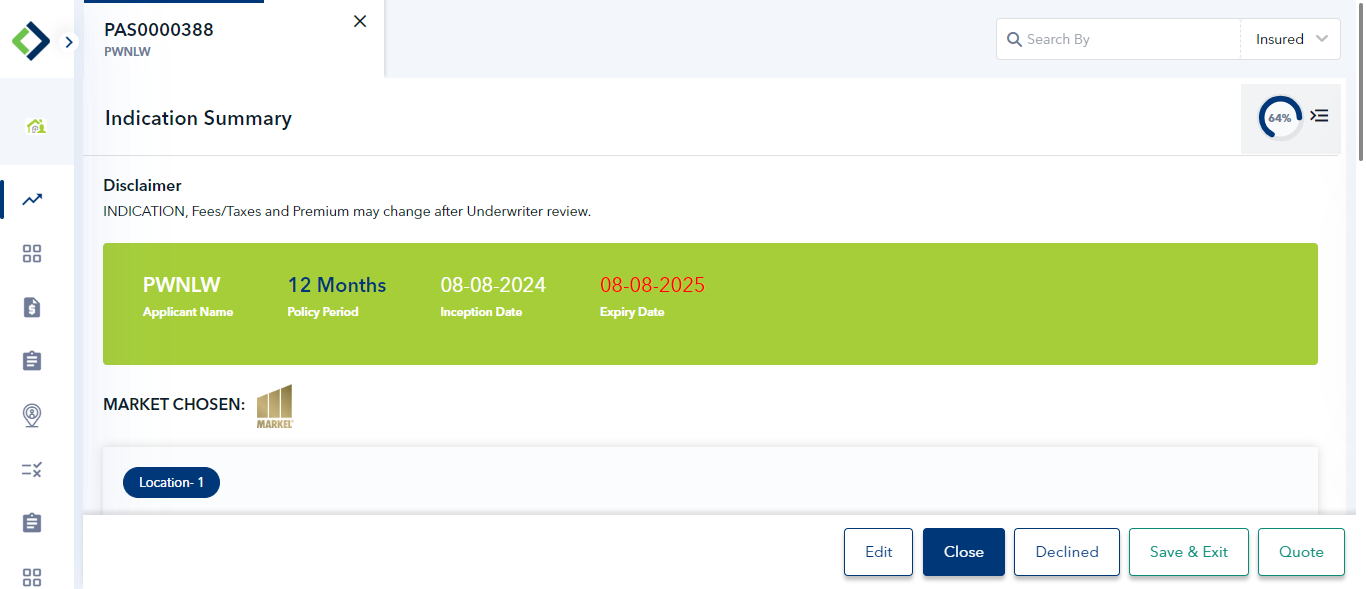 PAS0000388
PWNLW
Search By
Insured
Indication Summary
64%
Disclaimer
INDICATION, Fees/Taxes and Premium may change after Underwriter review.
PWNLW
Applicant Name
12 Months
Policy Period
08-08-2024
Inception Date
08-08-2025
Expiry Date
MARKET CHOSEN:
MARKEL
Location- 1
Edit
Close
Declined
Save & Exit
Quote